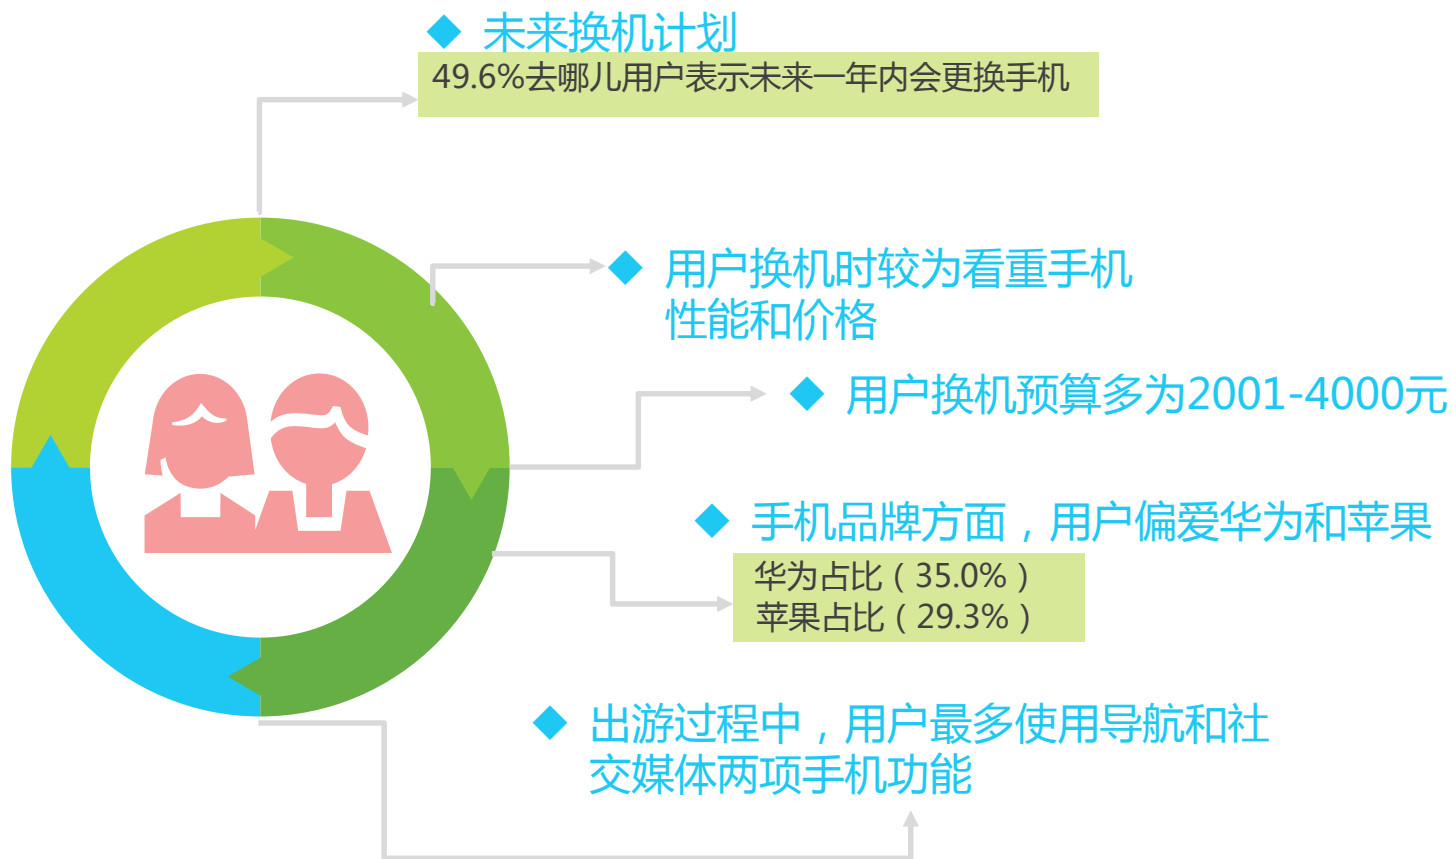 未来换机计划
49.6%去哪儿用户表示未来一年内会更换手机
用户换机时较为看重手机
性能和价格
用户换机预算多为2001-4000元
手机品牌方面，用户偏爱华为和苹果
华为占比（35.0%）
苹果占比（29.3%）
出游过程中，用户最多使用导航和社
交媒体两项手机功能